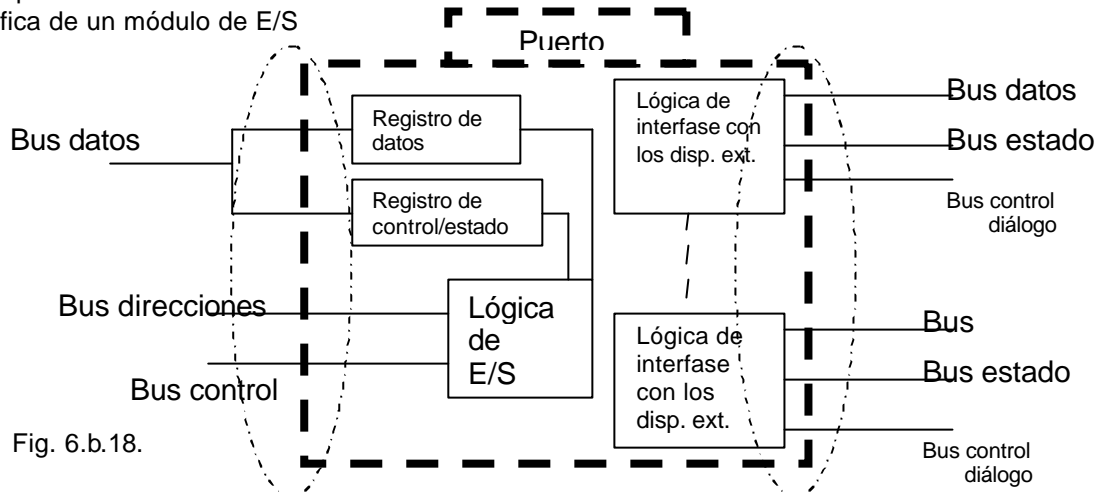 fica de un módulo de E/S
Puerto
Bus datos
Registro de
datos
Registro de
control/estado
Bus direcciones
Bus control
Lógica
de
E/S
Lógica de
interfase con
los disp. ext.
Bus datos
Bus estado
Bus control
diálogo
Lógica de
interfase
con los
disp. ext.
Bus
Bus estado
Bus control
diálogo
Fig. 6.b.18.